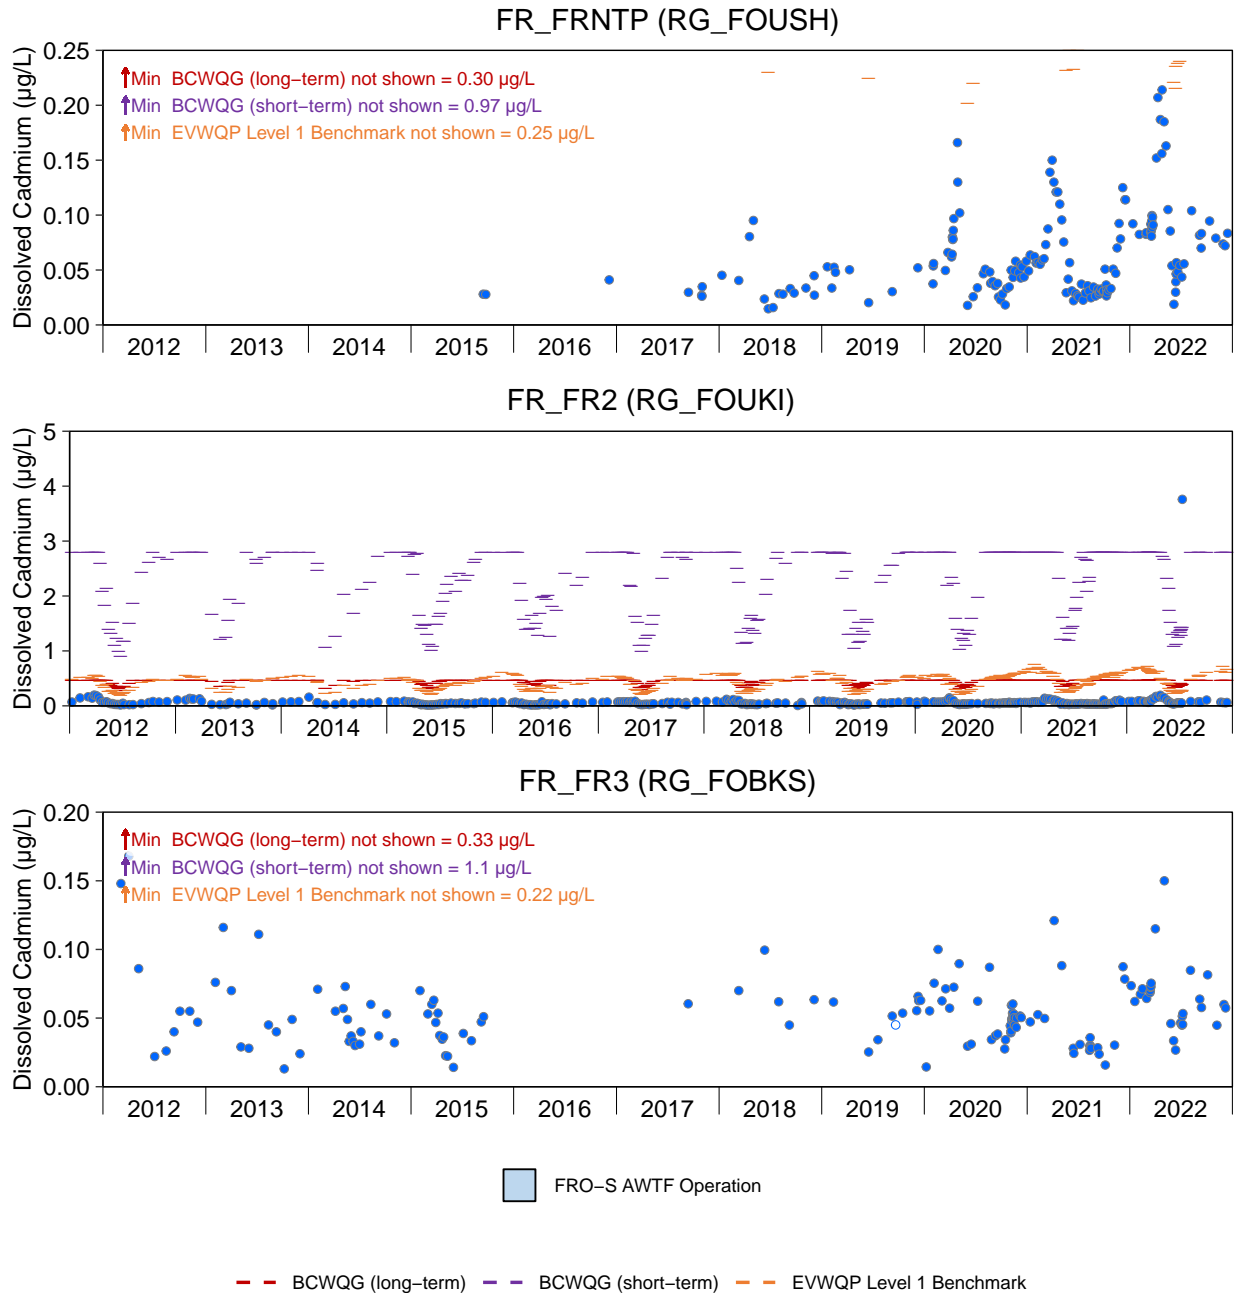 FR_FRNTP (RG_FOUSH)
Dissolved Cadmium (µg/L)
0.25
0.20
0.15
0.10
0.05
0.00
Min BCWQG (long−term) not shown = 0.30 µg/L
Min BCWQG (short−term) not shown = 0.97 µg/L
Min EVWQP Level 1 Benchmark not shown = 0.25 µg/L
2012 2013 2014 2015 2016 2017 2018 2019 2020 2021 2022
FR_FR2 (RG_FOUKI)
Dissolved Cadmium (µg/L)
5
4
3
2
1
0
2012 2013 2014 2015 2016 2017 2018 2019 2020 2021 2022
FR_FR3 (RG_FOBKS)
Dissolved Cadmium (µg/L)
0.20
0.15
0.10
0.05
0.00
Min BCWQG (long−term) not shown = 0.33 µg/L
Min BCWQG (short−term) not shown = 1.1 µg/L
Min EVWQP Level 1 Benchmark not shown = 0.22 µg/L
2012 2013 2014 2015 2016 2017 2018 2019 2020 2021 2022
FRO−S AWTF Operation
BCWQG (long−term) BCWQG (short−term) EVWQP Level 1 Benchmark